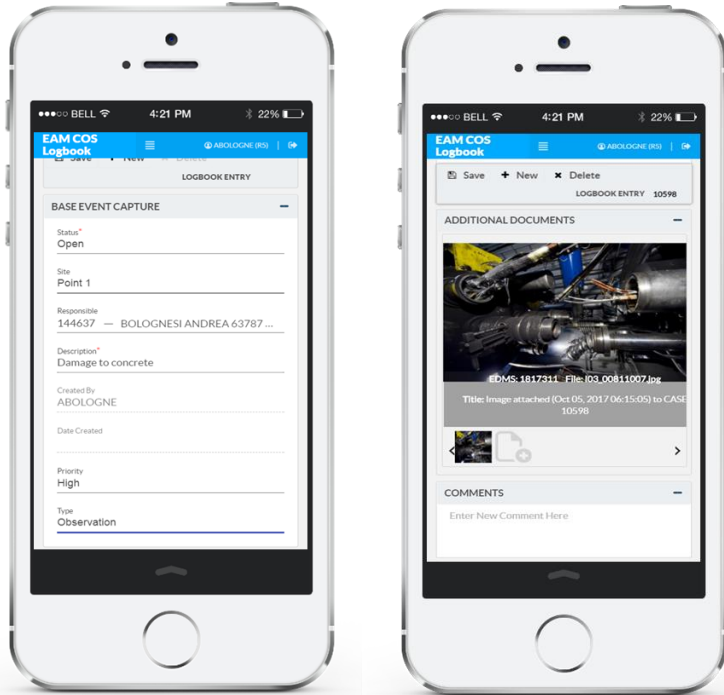 ●●●○○ BELL 4:21 PM 22%
EAM COS
Logbook
ABOLOGNE (R5) |
Save + New × Delete
LOGBOOK ENTRY
BASE EVENT CAPTURE −
Status*
Open
Site
Point 1
Responsible
144637 — BOLOGNESI ANDREA 63787 ...
Description*
Damage to concrete
Created By
ABOLOGNE
Date Created
Priority
High
Type
Observation
●●●○○ BELL 4:21 PM 22%
EAM COS
Logbook
ABOLOGNE (R5) |
Save + New × Delete
LOGBOOK ENTRY 10598
ADDITIONAL DOCUMENTS −
EDMS: 1817311 File: I03_00811007.jpg
Title: Image attached (Oct 05, 2017 06:15:05) to CASE
10598
COMMENTS −
Enter New Comment Here